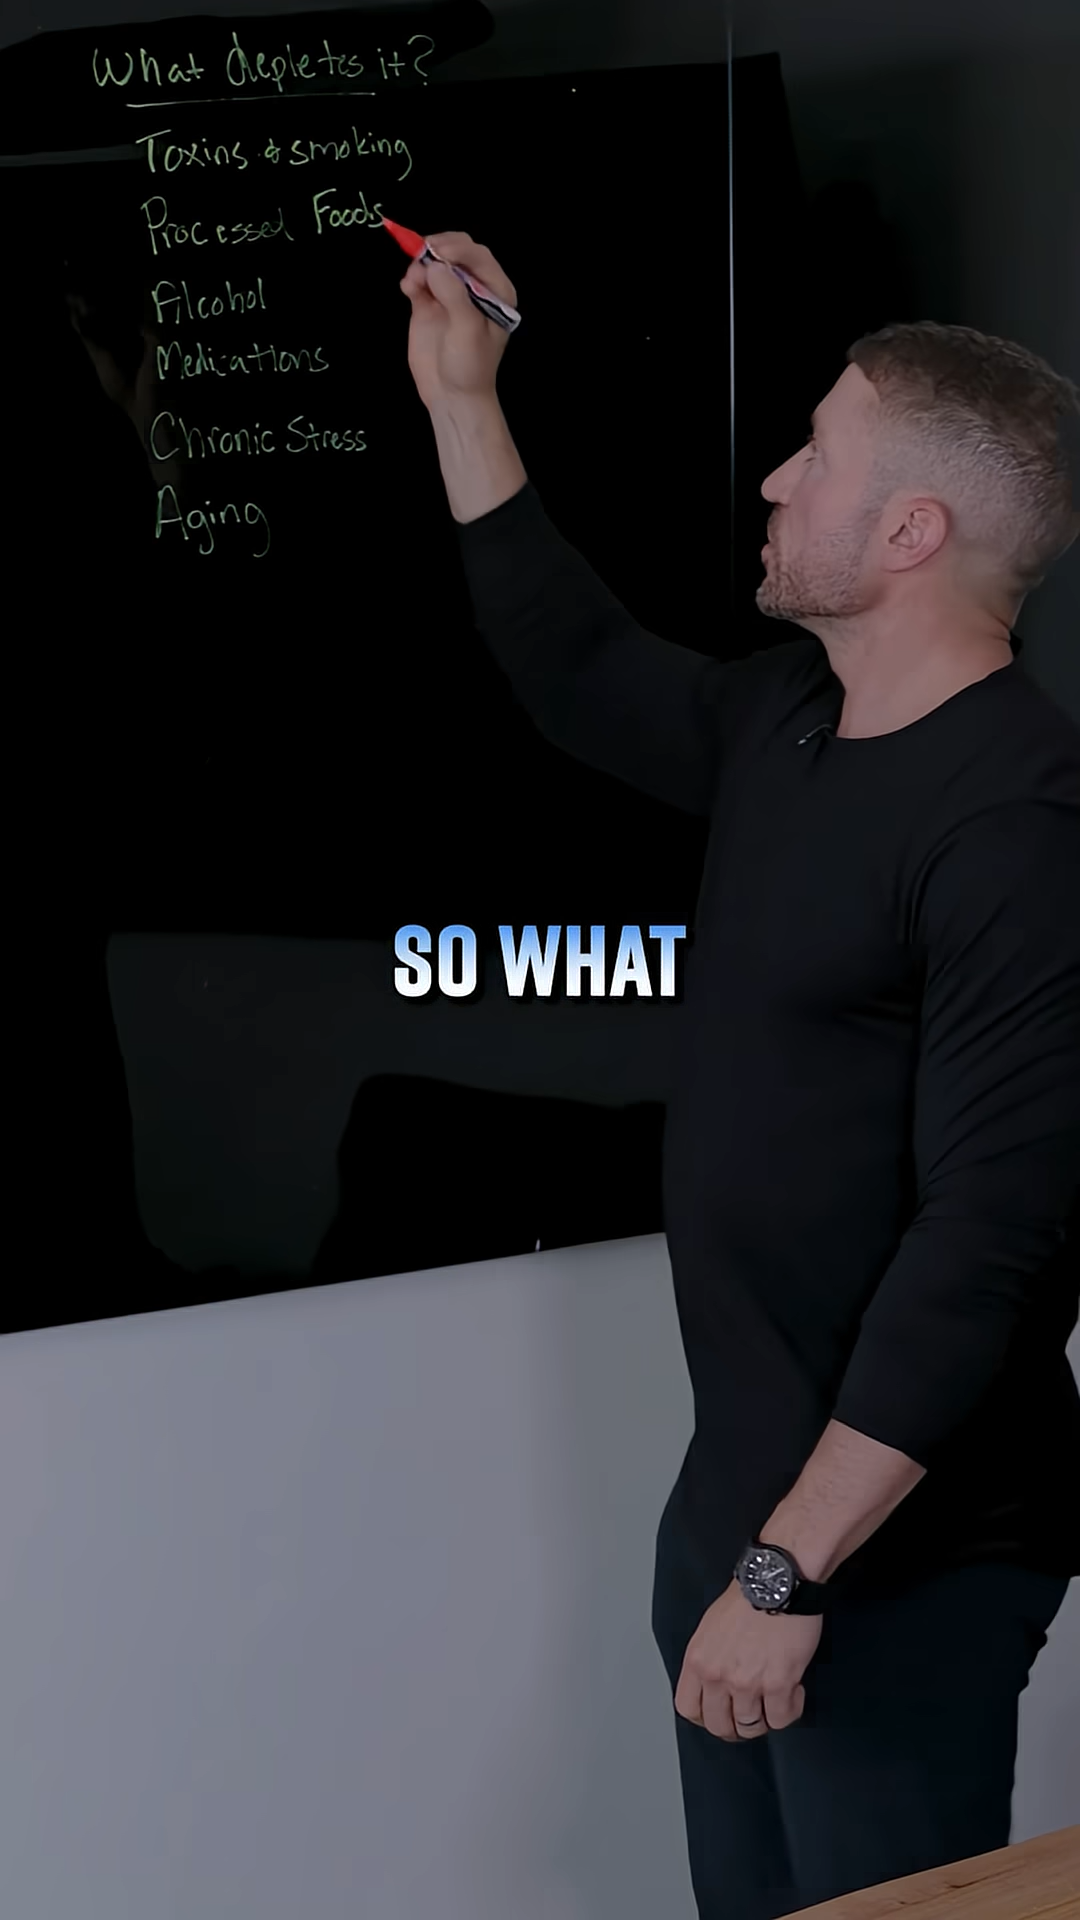 What depletes it?
Toxins & smoking
Processed Foods
Alcohol
Medications
Chronic Stress
Aging
SO WHAT